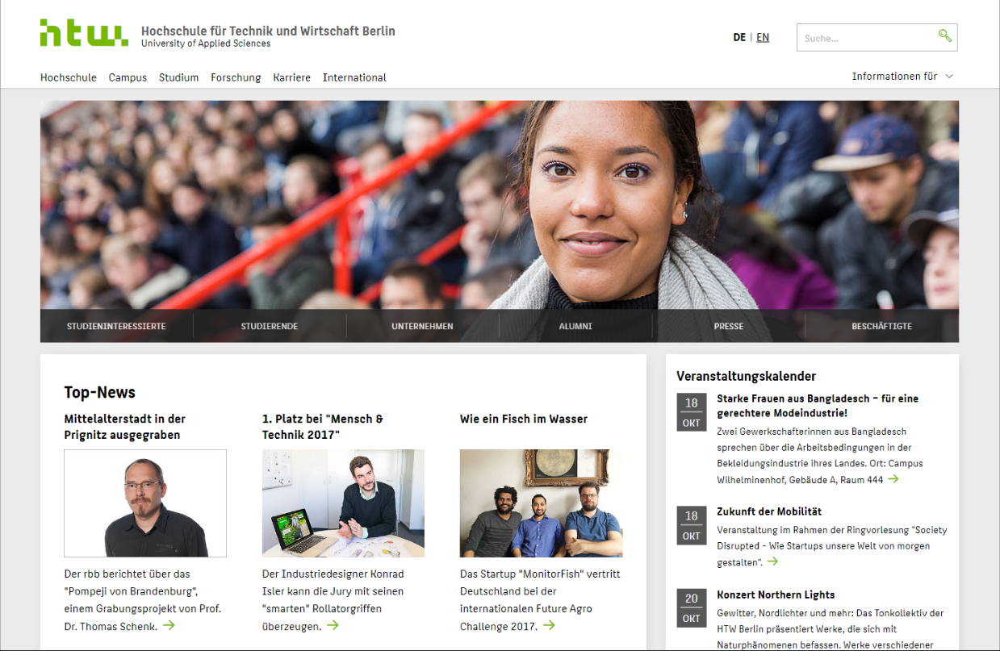 htw.
Hochschule für Technik und Wirtschaft Berlin
University of Applied Sciences
DE | EN
Suche...
Hochschule Campus Studium Forschung Karriere International
Informationen für
STUDIENINTERESSIERTE STUDIERENDE UNTERNEHMEN ALUMNI PRESSE BESCHÄFTIGTE
Top-News
Mittelalterstadt in der
Prignitz ausgegraben
Der rbb berichtet über das
"Pompeji von Brandenburg",
einem Grabungsprojekt von Prof.
Dr. Thomas Schenk.
1. Platz bei "Mensch &
Technik 2017"
Der Industriedesigner Konrad
Isler kann die Jury mit seinen
"smarten" Rollatorgriffen
überzeugen.
Wie ein Fisch im Wasser
Das Startup "MonitorFish" vertritt
Deutschland bei der
internationalen Future Agro
Challenge 2017.
Veranstaltungskalender
18
OKT
Starke Frauen aus Bangladesch – für eine
gerechtere Modeindustrie!
Zwei Gewerkschafterinnen aus Bangladesch
sprechen über die Arbeitsbedingungen in der
Bekleidungsindustrie ihres Landes. Ort: Campus
Wilhelminenhof, Gebäude A, Raum 444
18
OKT
Zukunft der Mobilität
Veranstaltung im Rahmen der Ringvorlesung "Society
Disrupted - Wie Startups unsere Welt von morgen
gestalten".
20
OKT
Konzert Northern Lights
Gewitter, Nordlichter und mehr: Das Tonkollektiv der
HTW Berlin präsentiert Werke, die sich mit
Naturphänomenen befassen. Werke verschiedener